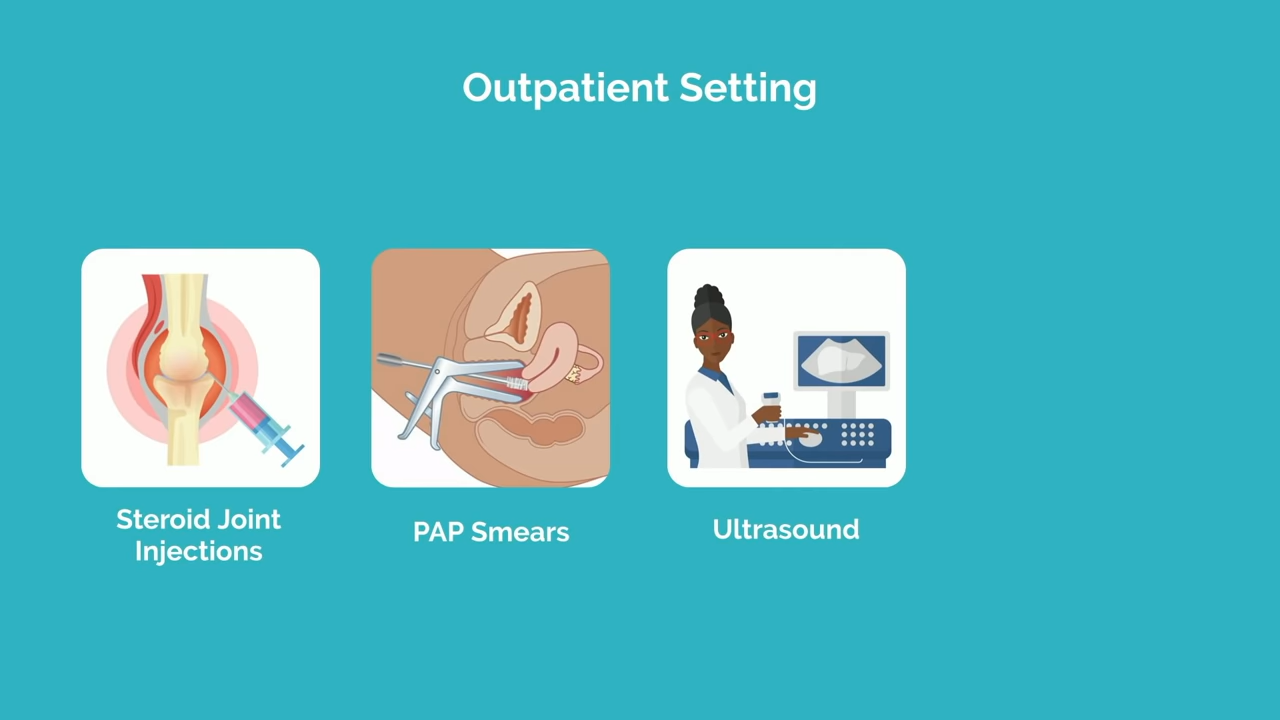 Outpatient Setting
Steroid Joint
Injections
PAP Smears
Ultrasound